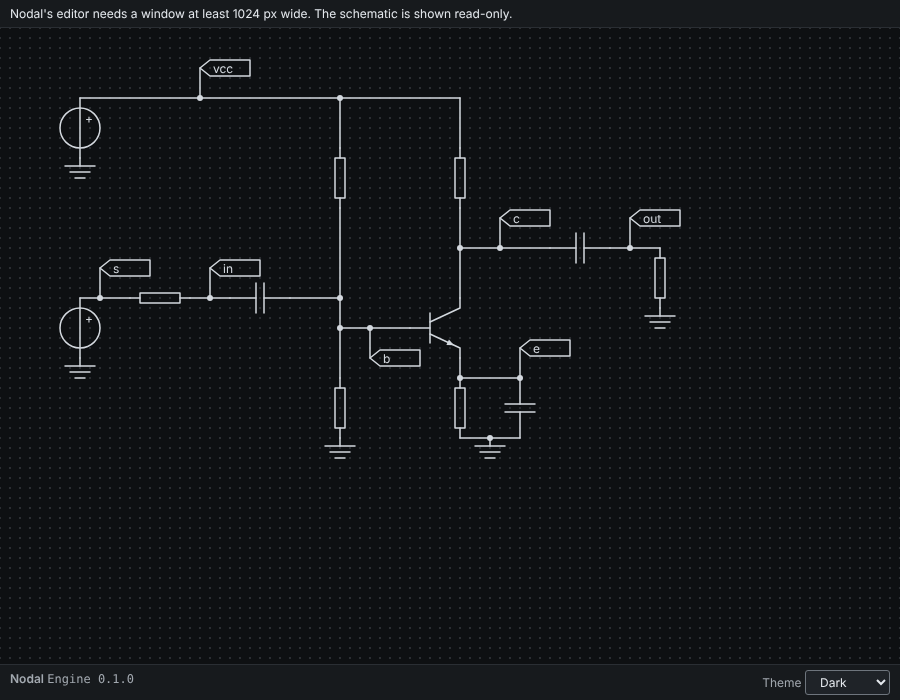 Nodal's editor needs a window at least 1024 px wide. The schematic is shown read-only.
vcc
+
c
out
s
in
+
e
b
Nodal Engine 0.1.0
Theme Dark